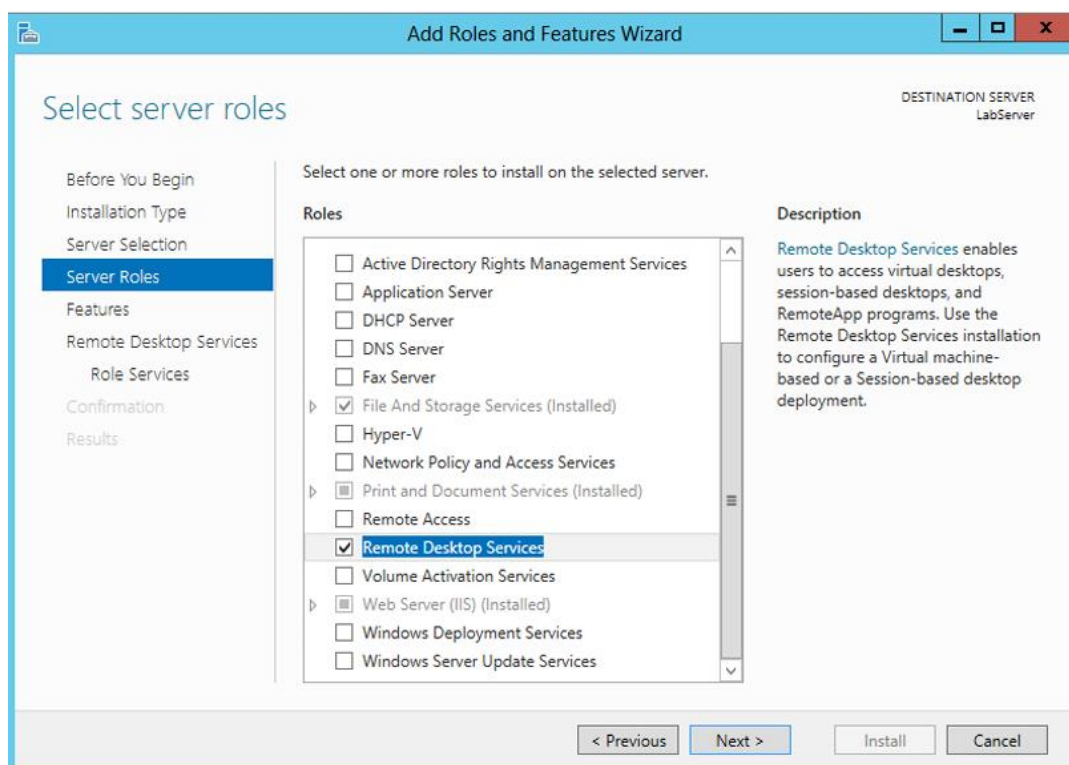 Add Roles and Features Wizard
Select server roles
DESTINATION SERVER
LabServer
Before You Begin
Installation Type
Server Selection
Server Roles
Features
Remote Desktop Services
Role Services
Confirmation
Results
Select one or more roles to install on the selected server.
Roles
Active Directory Rights Management Services
Application Server
DHCP Server
DNS Server
Fax Server
File And Storage Services (Installed)
Hyper-V
Network Policy and Access Services
Print and Document Services (Installed)
Remote Access
Remote Desktop Services
Volume Activation Services
Web Server (IIS) (Installed)
Windows Deployment Services
Windows Server Update Services
Description
Remote Desktop Services enables
users to access virtual desktops,
session-based desktops, and
RemoteApp programs. Use the
Remote Desktop Services installation
to configure a Virtual machine-
based or a Session-based desktop
deployment.
< Previous
Next >
Install
Cancel